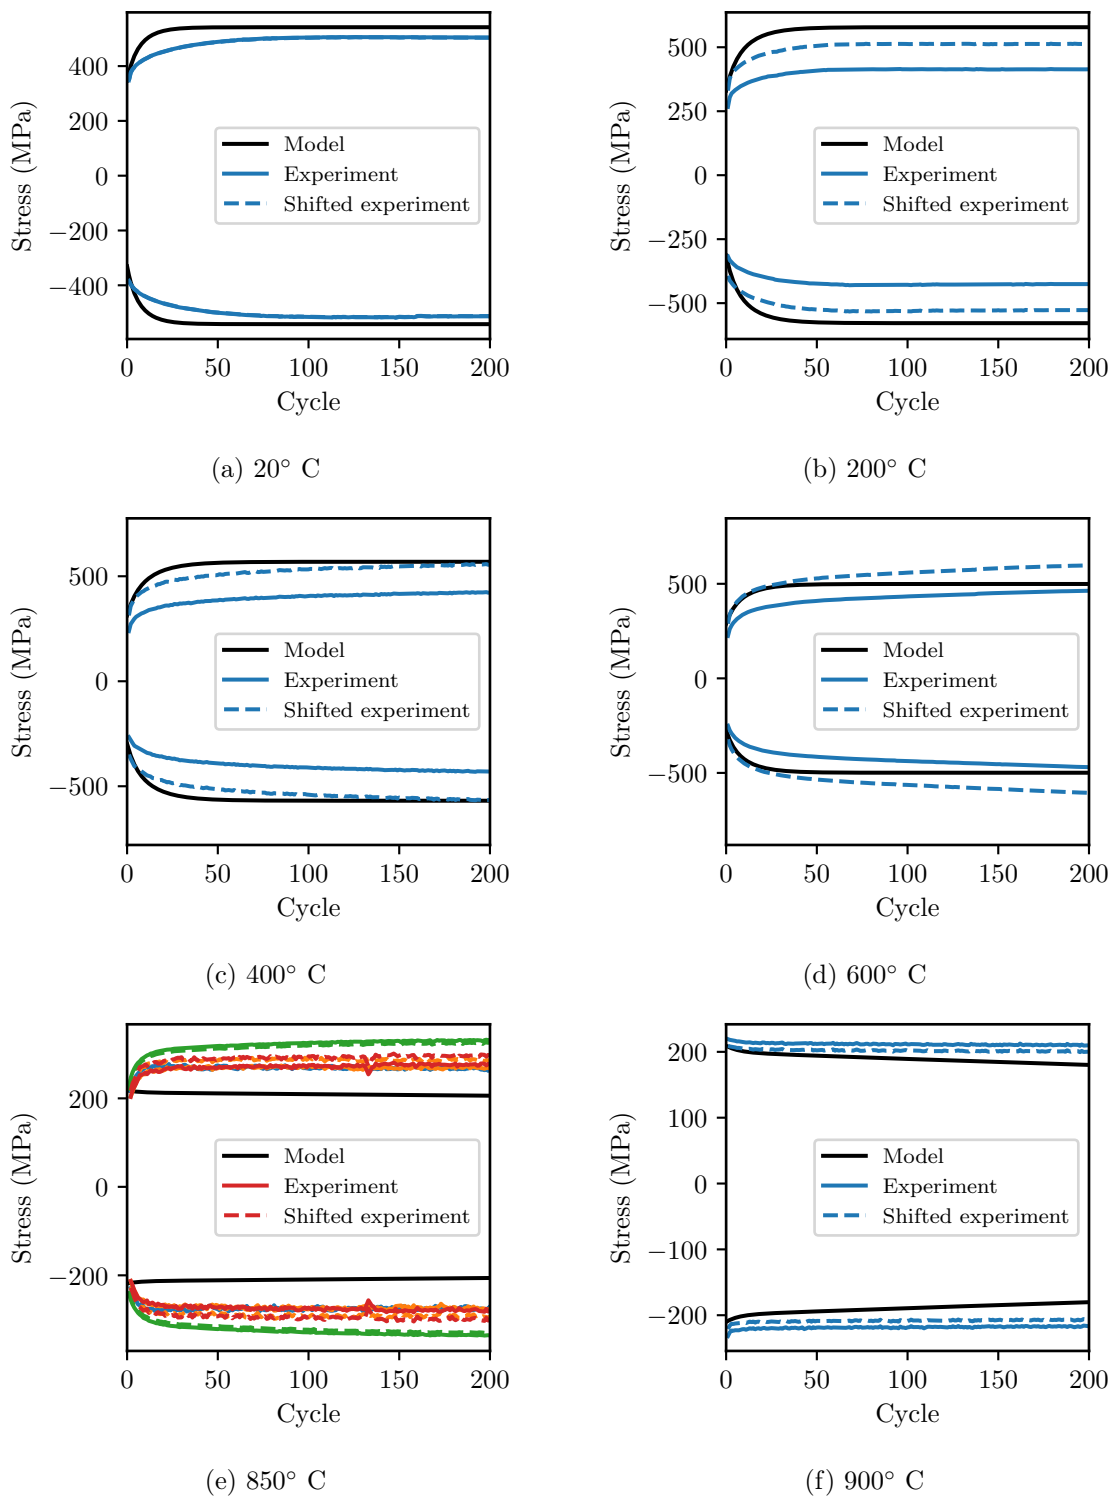 400
200
0
−200
−400
Stress (MPa)
Model
Experiment
Shifted experiment
0 50 100 150 200
Cycle
(a) 20° C
500
250
0
−250
−500
Stress (MPa)
Model
Experiment
Shifted experiment
0 50 100 150 200
Cycle
(b) 200° C
500
0
−500
Stress (MPa)
Model
Experiment
Shifted experiment
0 50 100 150 200
Cycle
(c) 400° C
500
0
−500
Stress (MPa)
Model
Experiment
Shifted experiment
0 50 100 150 200
Cycle
(d) 600° C
200
0
−200
Stress (MPa)
Model
Experiment
Shifted experiment
0 50 100 150 200
Cycle
(e) 850° C
200
100
0
−100
−200
Stress (MPa)
Model
Experiment
Shifted experiment
0 50 100 150 200
Cycle
(f) 900° C